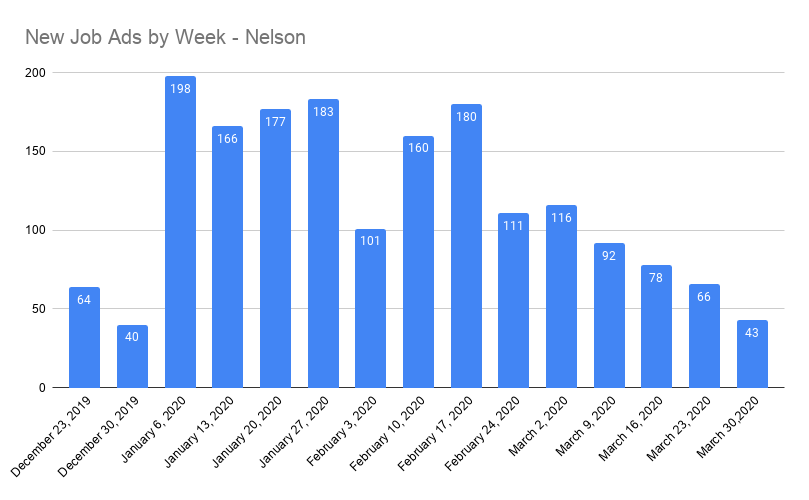 New Job Ads by Week - Nelson
200
150
100
50
0
64
40
198
166
177
183
101
160
180
111
116
92
78
66
43
December 23, 2019
December 30, 2019
January 6, 2020
January 13, 2020
January 20, 2020
January 27, 2020
February 3, 2020
February 10, 2020
February 17, 2020
February 24, 2020
March 2, 2020
March 9, 2020
March 16, 2020
March 23, 2020
March 30,2020